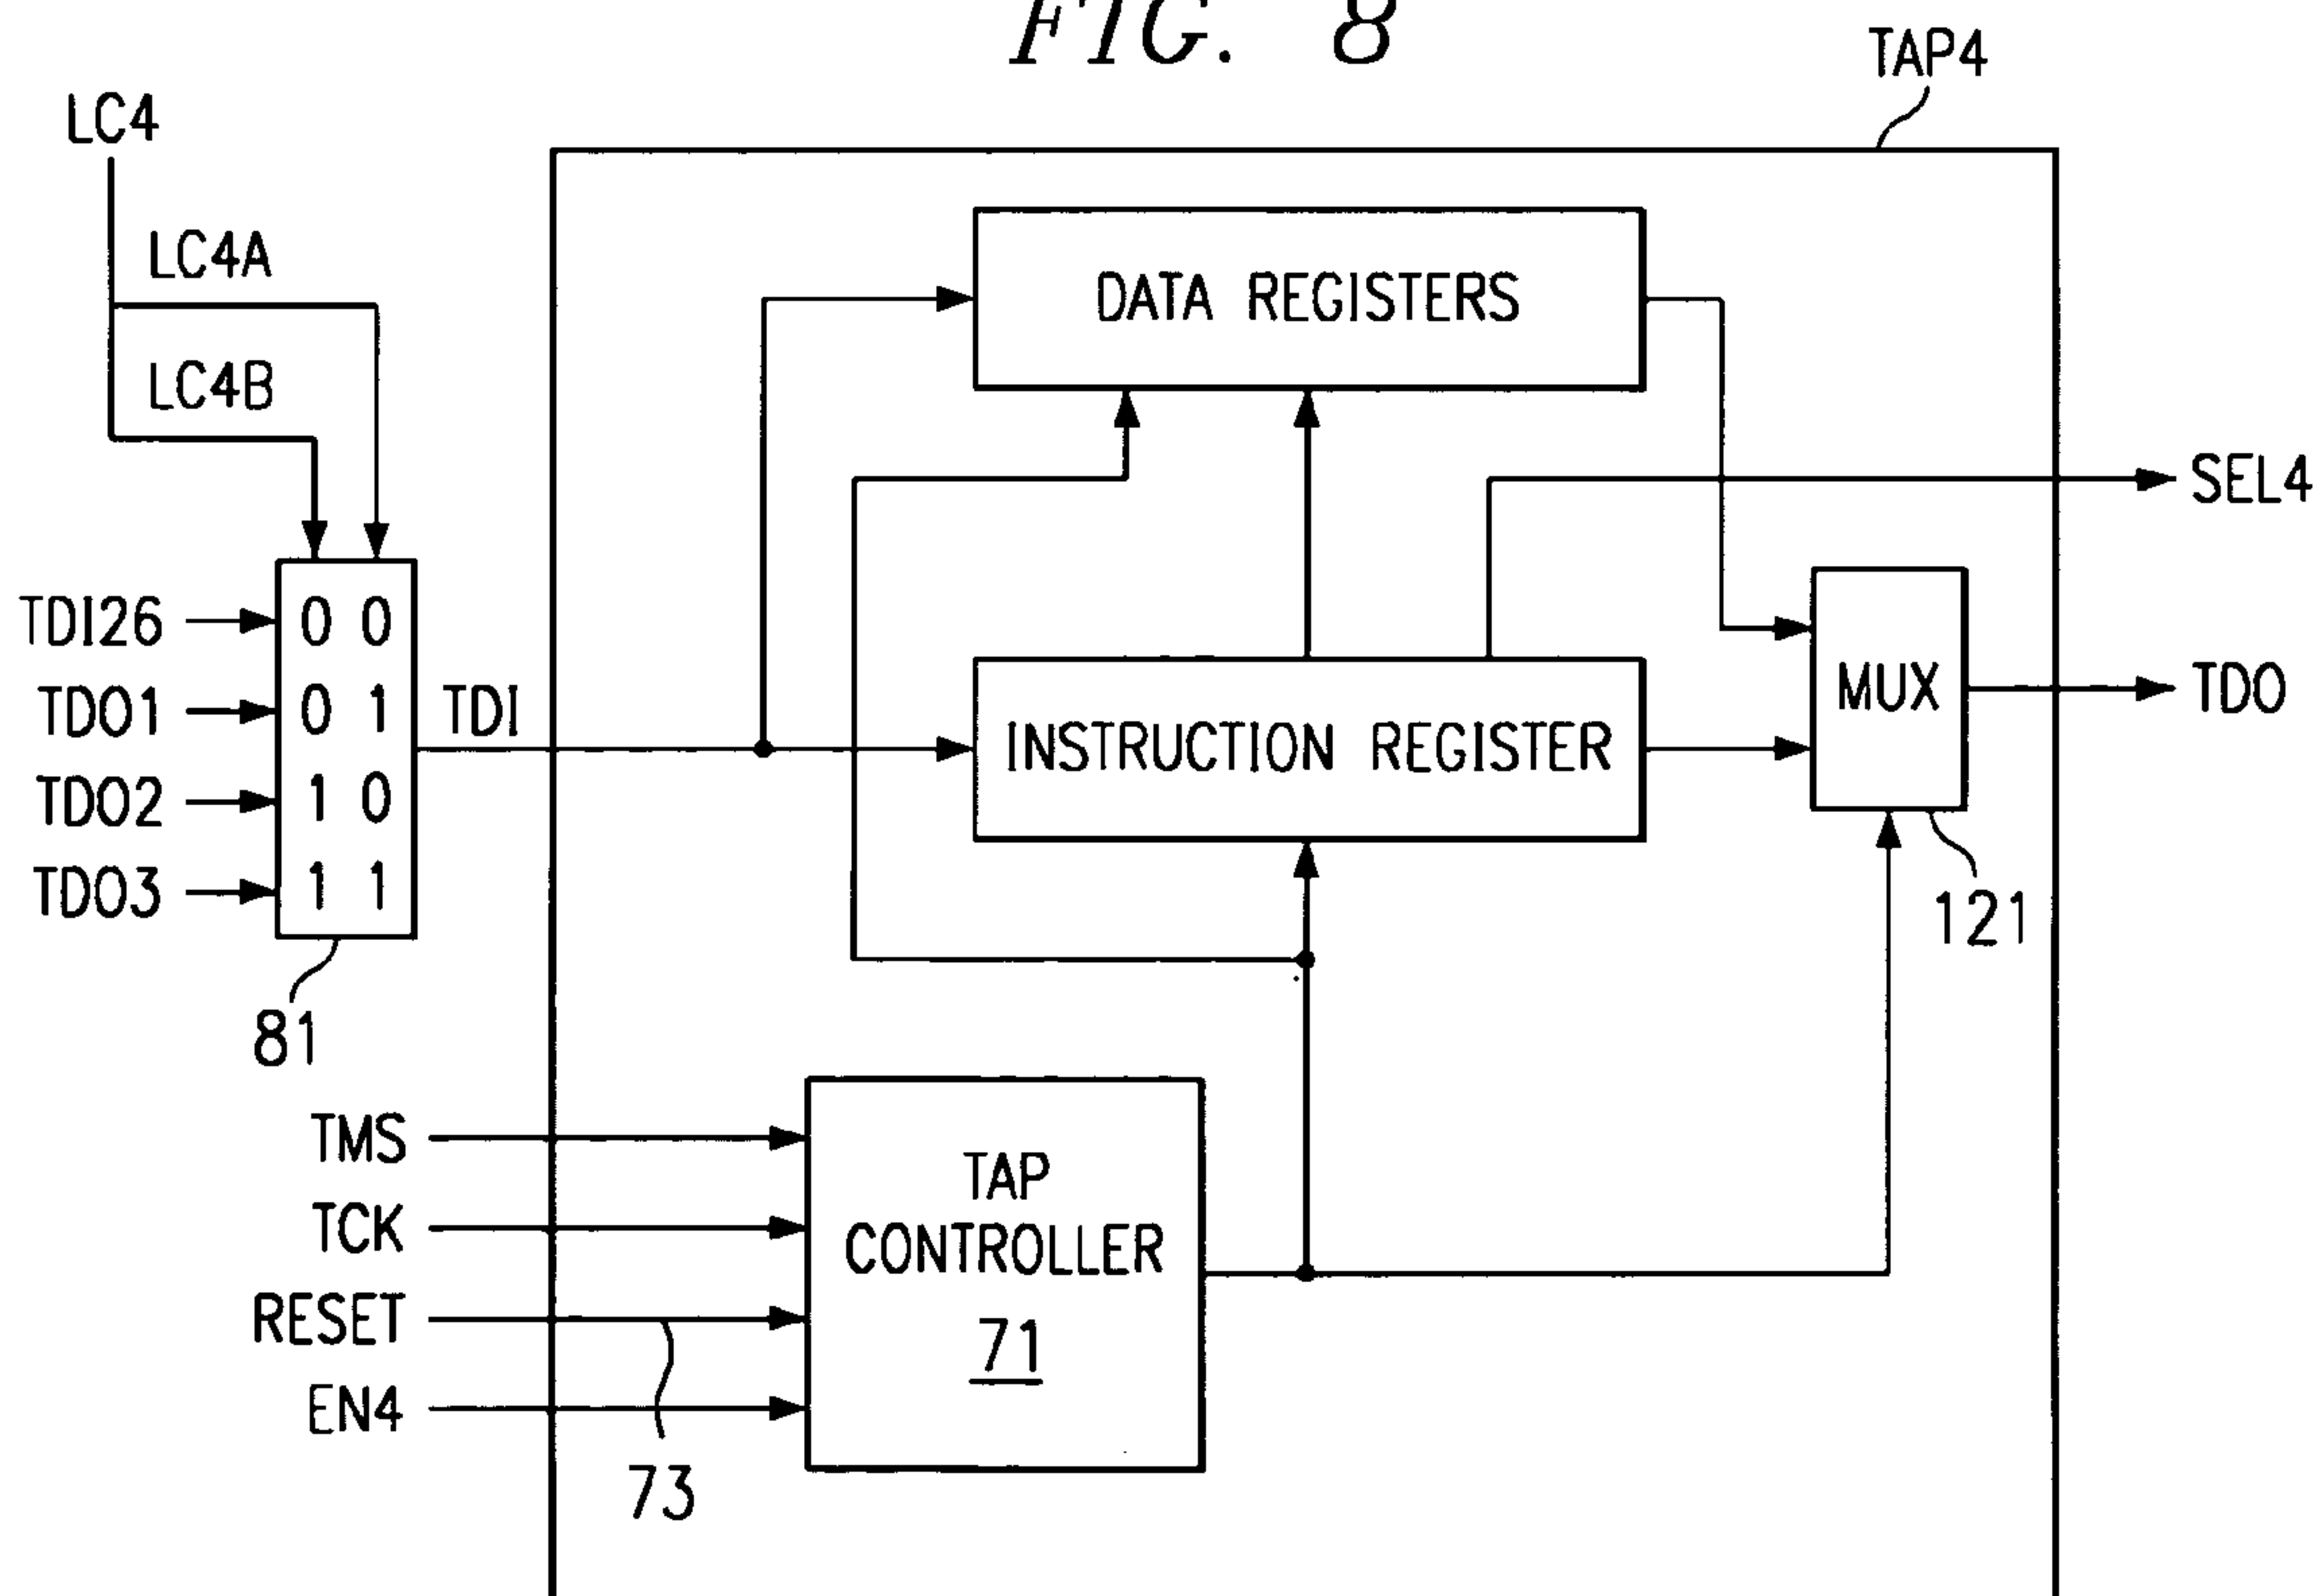 FIG. 8
TAP4
LC4
LC4A
LC4B
DATA REGISTERS
SEL4
TDI26
0 0
TDO1
0 1
TDO2
1 0
TDO3
1 1
TDI
INSTRUCTION REGISTER
MUX
TDO
121
81
TMS
TCK
RESET
EN4
TAP
CONTROLLER
71
73